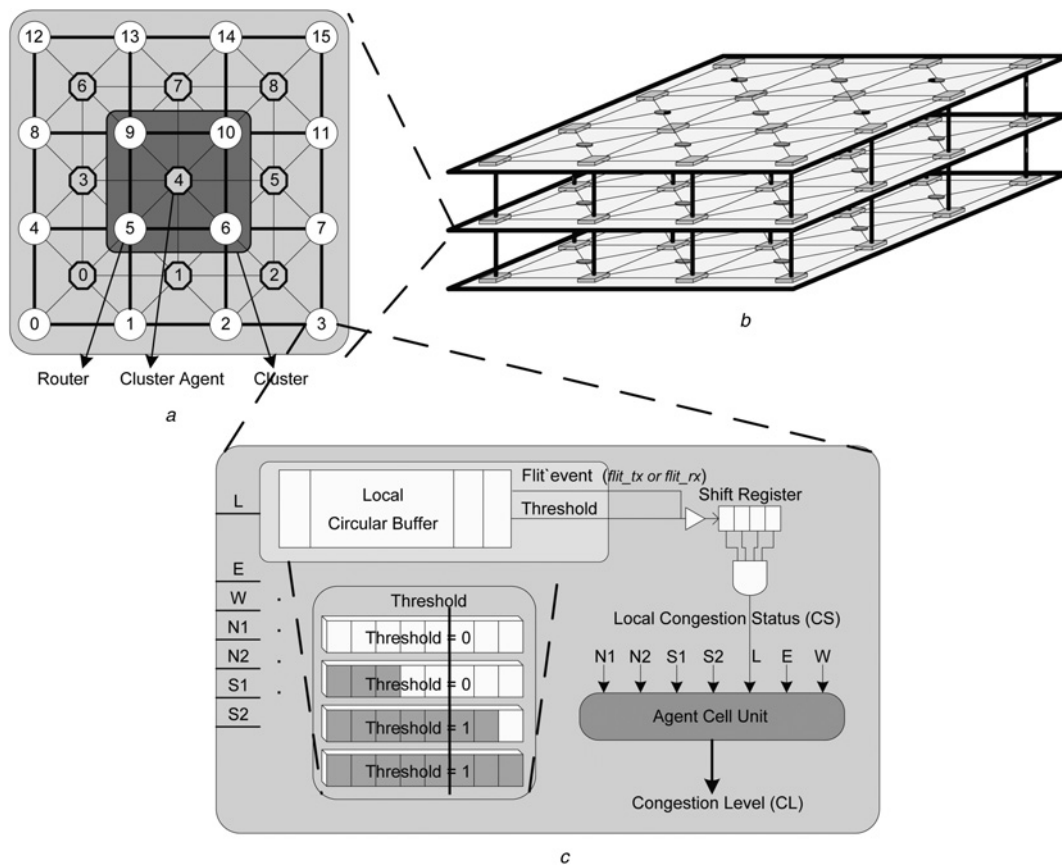 12 13 14 15
6 7 8
8 9 10 11
3 4 5
4 5 6 7
0 1 2
0 1 2 3
Router Cluster Agent Cluster
a
b
Flit`event (flit_tx or flit_rx)
Shift Register
L
Local
Circular Buffer
Threshold
E
W
N1
N2
S1
S2
Threshold
Threshold = 0
Threshold = 0
Threshold = 1
Threshold = 1
Local Congestion Status (CS)
N1 N2 S1 S2 L E W
Agent Cell Unit
Congestion Level (CL)
c